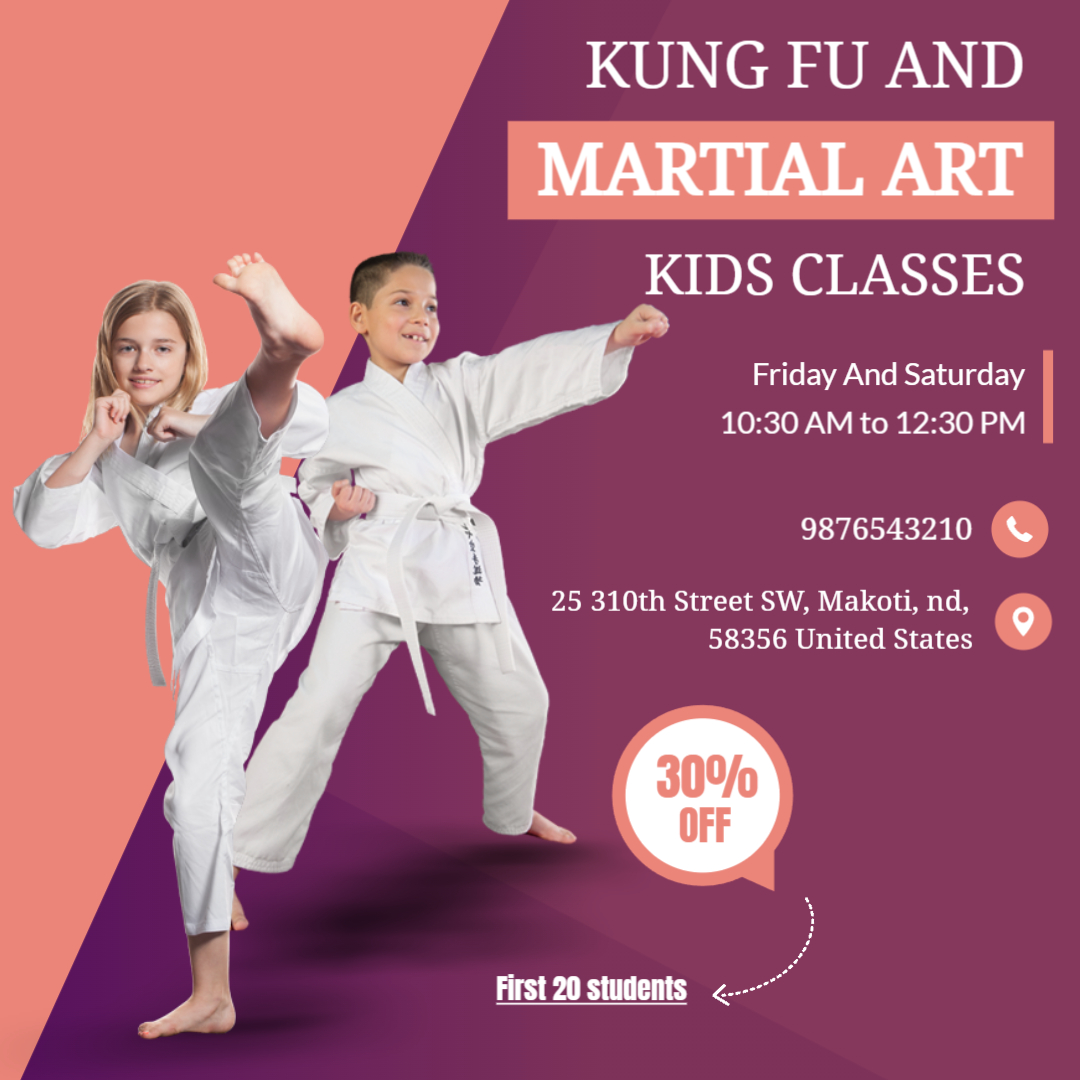 KUNG FU AND
MARTIAL ART
KIDS CLASSES
Friday And Saturday
10:30 AM to 12:30 PM
9876543210
25 310th Street SW, Makoti, nd,
58356 United States
30%
OFF
First 20 students